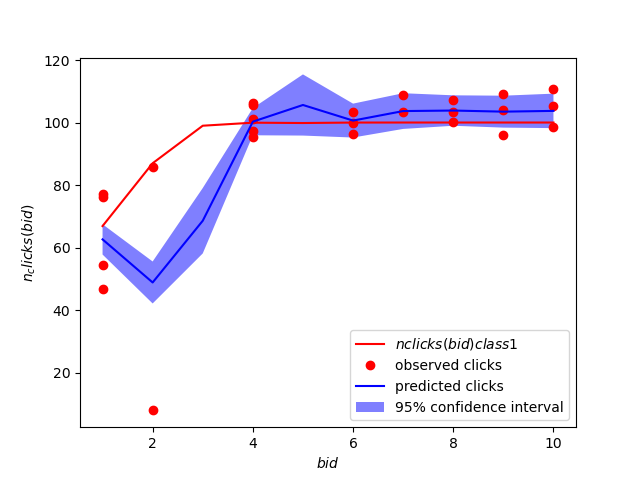 120
100
80
60
40
20
n_clicks(bid)
nclicks(bid)class1
observed clicks
predicted clicks
95% confidence interval
2
4
6
8
10
bid